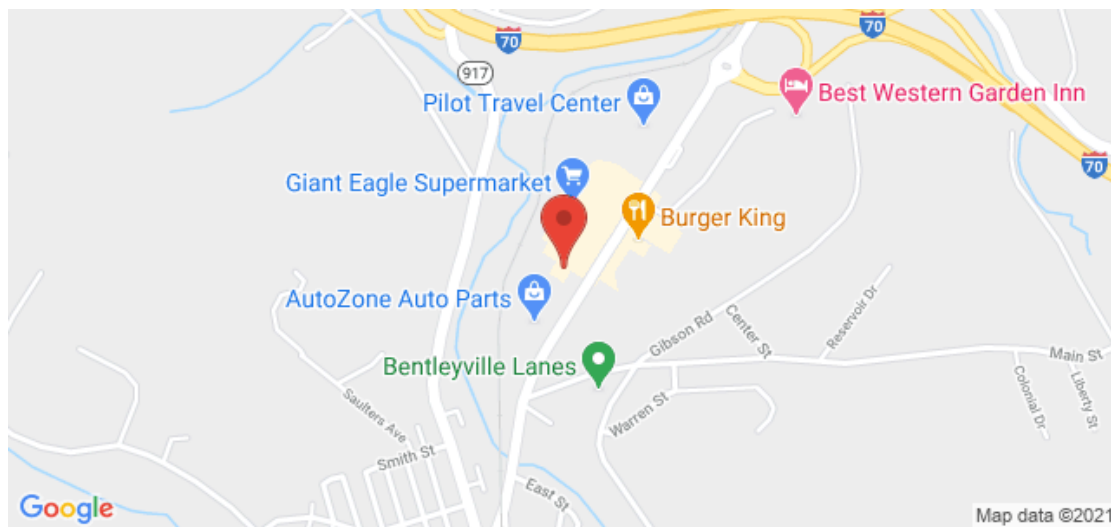 70
70
917
Pilot Travel Center
Best Western Garden Inn
70
Giant Eagle Supermarket
Burger King
AutoZone Auto Parts
Gibson Rd
Center St
Reservoir Dr
Main St
Bentleyville Lanes
Colonial Dr
Liberty St
Saulters Ave
Warren St
Smith St
East St
Google
Map data ©2021